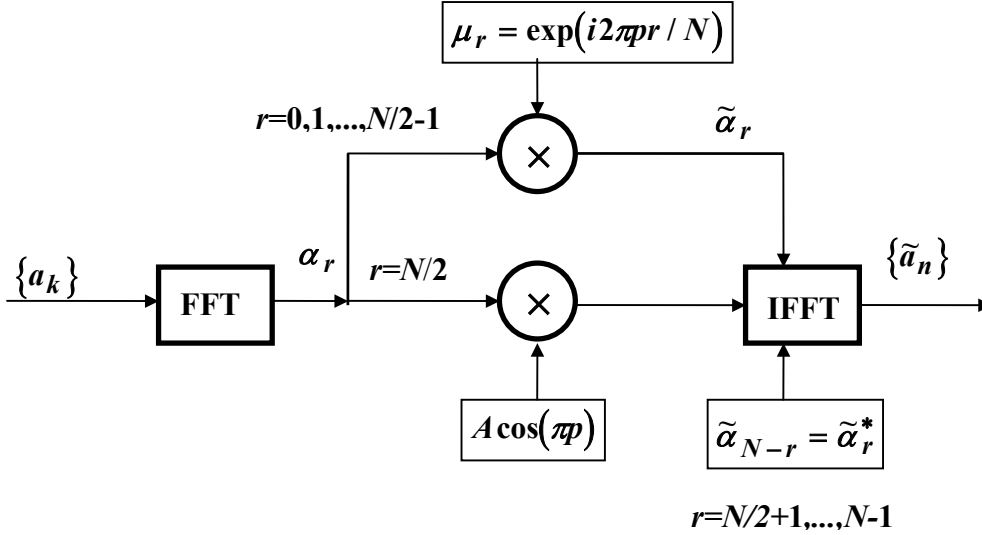 μ_r = exp(i2πpr / N)
r=0,1,...,N/2-1
α̃_r
×
{a_k}
α_r
r=N/2
{ã_n}
FFT
×
IFFT
A cos(πp)
α̃_{N−r} = α̃_r^*
r=N/2+1,...,N-1